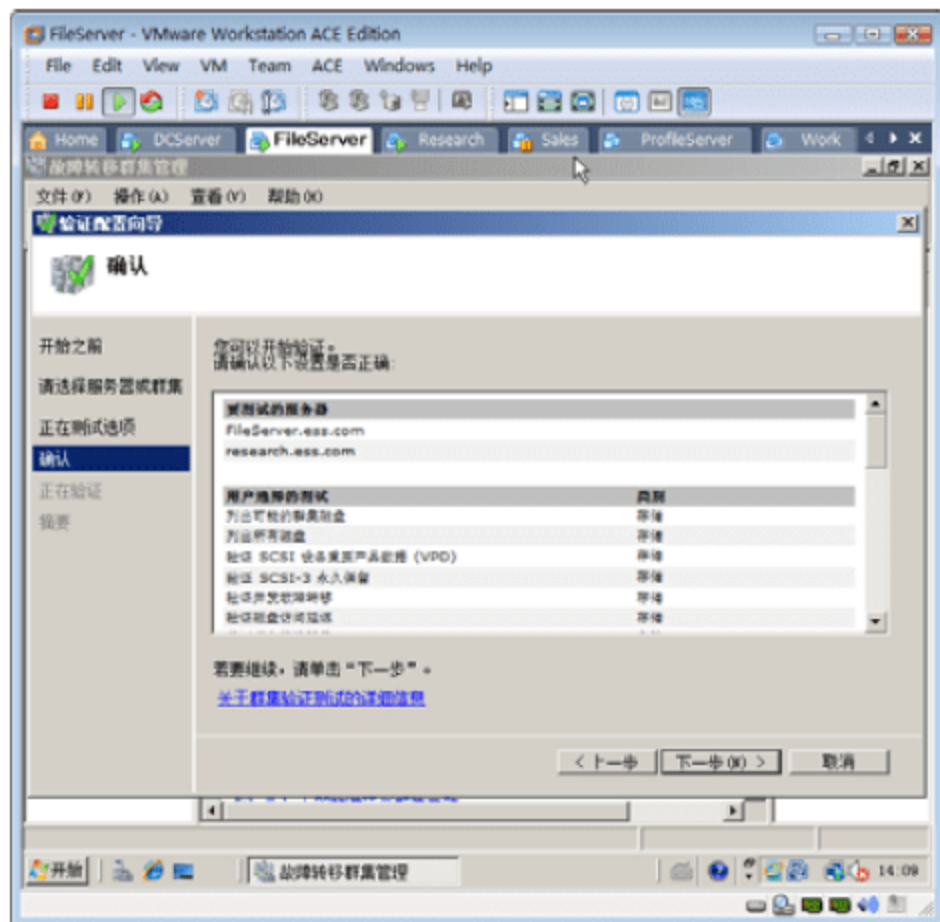 FileServer - VMware Workstation ACE Edition
File Edit View VM Team ACE Windows Help
Home DCServer FileServer Research Sales ProfileServer Work
故障转移群集管理
文件(F) 操作(A) 查看(V) 帮助(H)
验证配置向导
确认
开始之前
请选择服务器或群集
正在测试选项
确认
正在验证
摘要
您可以开始验证。
请确认以下设置是否正确:
要测试的服务器
FileServer.ess.com
research.ess.com
用户选择的测试 类别
列出可能的群集磁盘 存储
列出所有磁盘 存储
验证 SCSI 设备重要产品数据 (VPD) 存储
验证 SCSI-3 永久保留 存储
验证并发故障转移 存储
验证磁盘访问延迟 存储
若要继续，请单击“下一步”。
关于群集验证测试的详细信息
< 上一步 下一步(N) > 取消
开始 故障转移群集管理 14:09